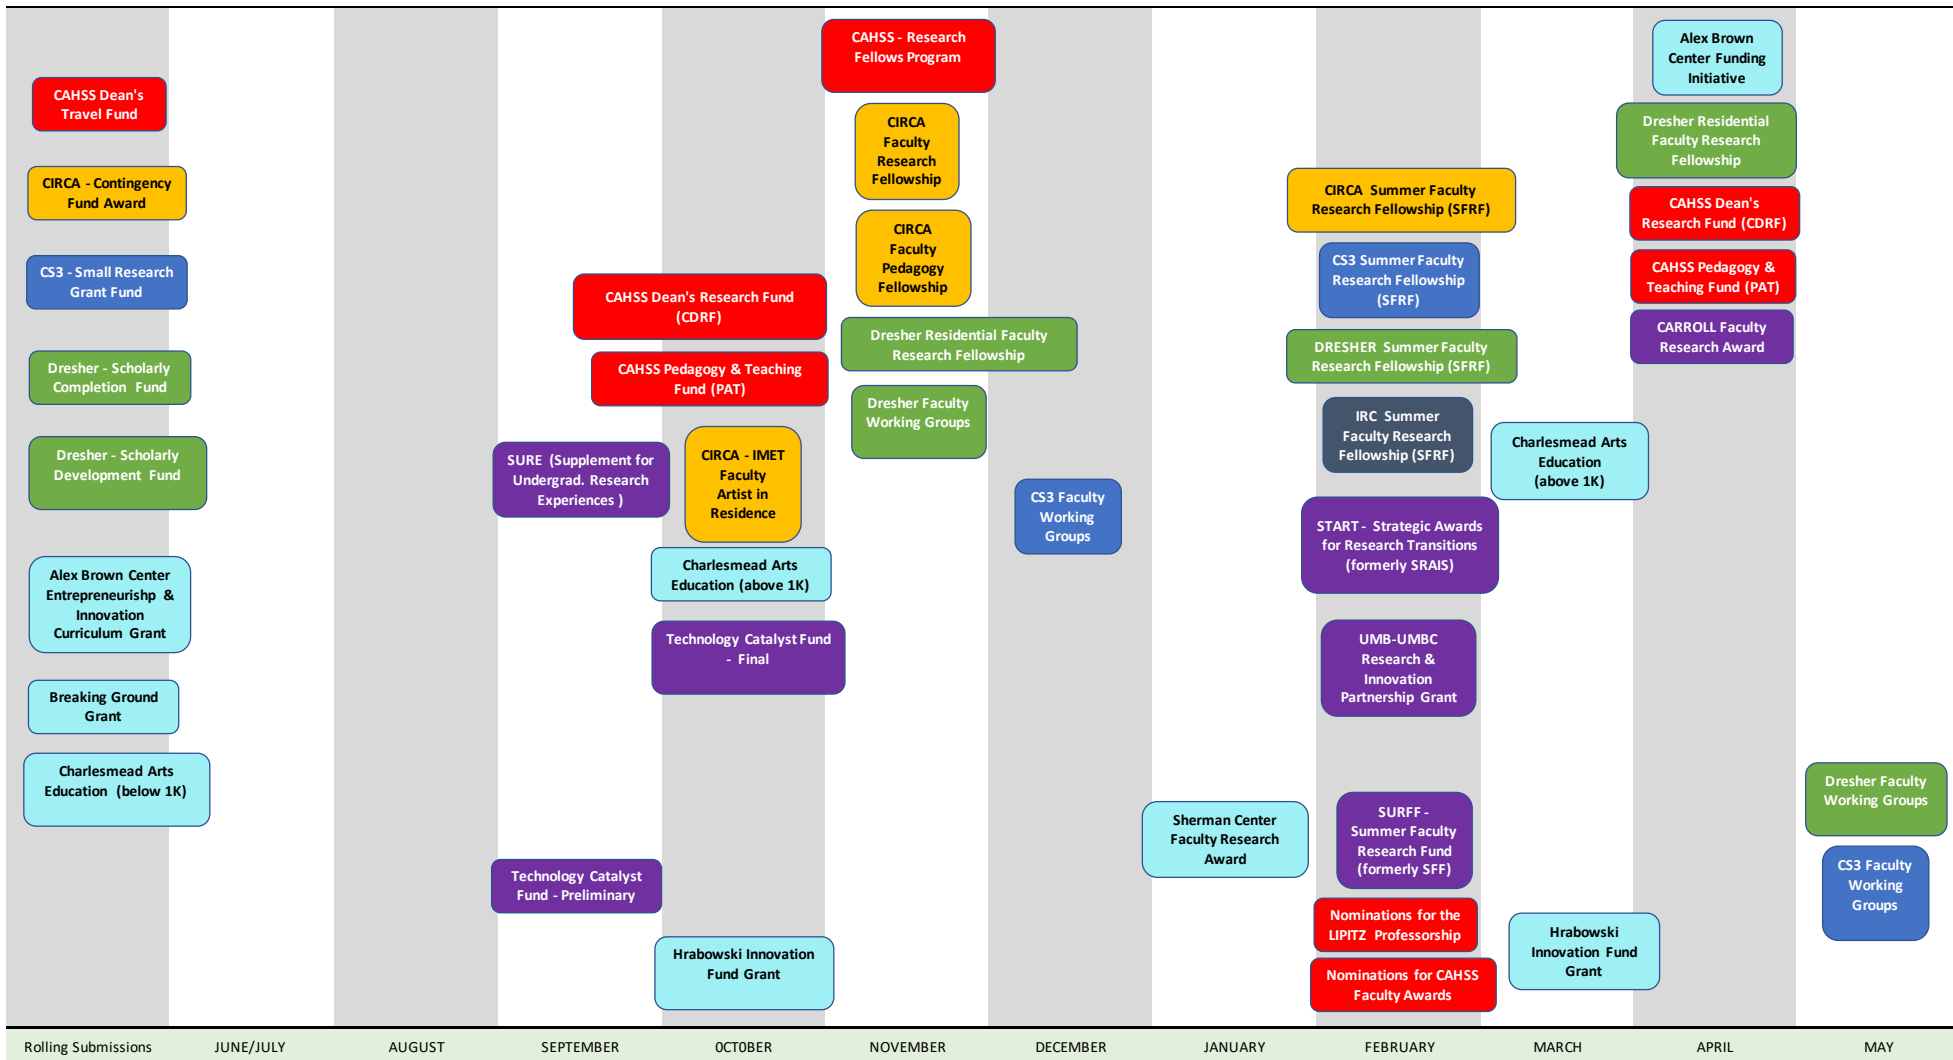 CAHSS Dean's
Travel Fund
CIRCA - Contingency
Fund Award
CS3 - Small Research
Grant Fund
Dresher - Scholarly
Completion Fund
Dresher - Scholarly
Development Fund
Alex Brown Center
Entrepreneurishp &
Innovation
Curriculum Grant
Breaking Ground
Grant
Charlesmead Arts
Education (below 1K)
SURE (Supplement for
Undergrad. Research
Experiences )
Technology Catalyst
Fund - Preliminary
CAHSS Dean's Research Fund
(CDRF)
CAHSS Pedagogy & Teaching
Fund (PAT)
CIRCA - IMET
Faculty
Artist in
Residence
Charlesmead Arts
Education (above 1K)
Technology Catalyst Fund
- Final
Hrabowski Innovation
Fund Grant
CAHSS - Research
Fellows Program
CIRCA
Faculty
Research
Fellowship
CIRCA
Faculty
Pedagogy
Fellowship
Dresher Residential Faculty
Research Fellowship
Dresher Faculty
Working Groups
CS3 Faculty
Working
Groups
Sherman Center
Faculty Research
Award
CIRCA Summer Faculty
Research Fellowship (SFRF)
CS3 Summer Faculty
Research Fellowship
(SFRF)
DRESHER Summer Faculty
Research Fellowship (SFRF)
IRC Summer
Faculty Research
Fellowship (SFRF)
START - Strategic Awards
for Research Transitions
(formerly SRAIS)
UMB-UMBC
Research &
Innovation
Partnership Grant
SURFF -
Summer Faculty
Research Fund
(formerly SFF)
Nominations for the
LIPITZ Professorship
Nominations for CAHSS
Faculty Awards
Charlesmead Arts
Education
(above 1K)
Hrabowski
Innovation Fund
Grant
Alex Brown
Center Funding
Initiative
Dresher Residential
Faculty Research
Fellowship
CAHSS Dean's
Research Fund (CDRF)
CAHSS Pedagogy &
Teaching Fund (PAT)
CARROLL Faculty
Research Award
Dresher Faculty
Working Groups
CS3 Faculty
Working
Groups
Rolling Submissions JUNE/JULY AUGUST SEPTEMBER OCTOBER NOVEMBER DECEMBER JANUARY FEBRUARY MARCH APRIL MAY